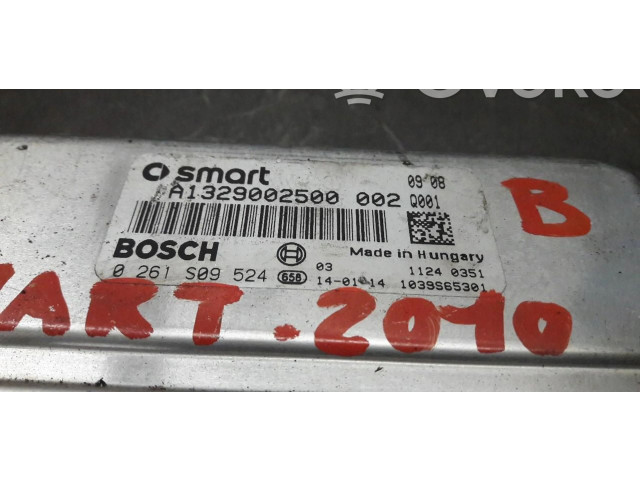 smart 09 08
A1329002500 002 Q001
BOSCH Made in Hungary
0 261 S09 524 658 03 1124 0351
14-01-14 1039S65301
B
ART.2010